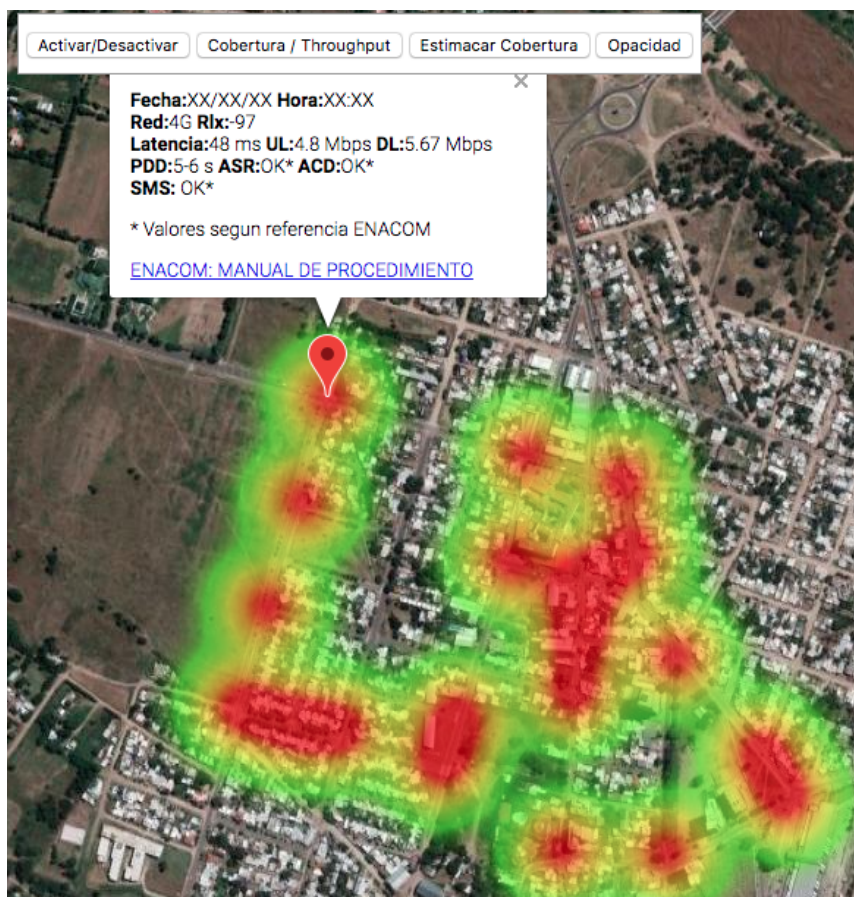 Activar/Desactivar Cobertura / Throughput Estimacar Cobertura Opacidad
×
Fecha:XX/XX/XX Hora:XX:XX
Red:4G Rlx:-97
Latencia:48 ms UL:4.8 Mbps DL:5.67 Mbps
PDD:5-6 s ASR:OK* ACD:OK*
SMS: OK*
* Valores segun referencia ENACOM
ENACOM: MANUAL DE PROCEDIMIENTO